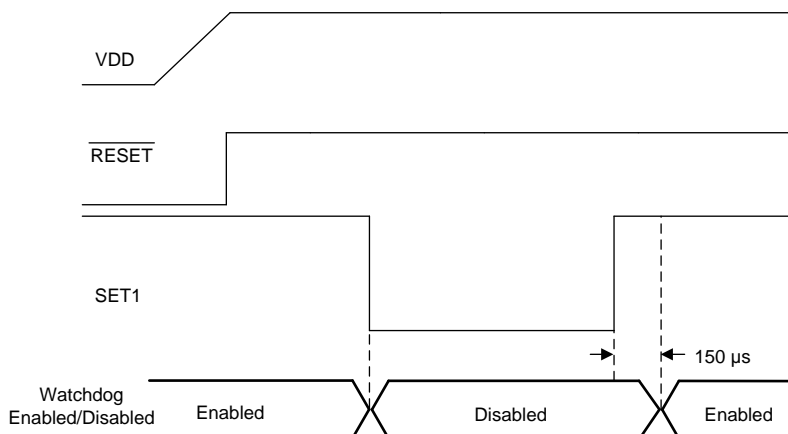 VDD
RESET
SET1
150 µs
Watchdog
Enabled/Disabled
Enabled
Disabled
Enabled